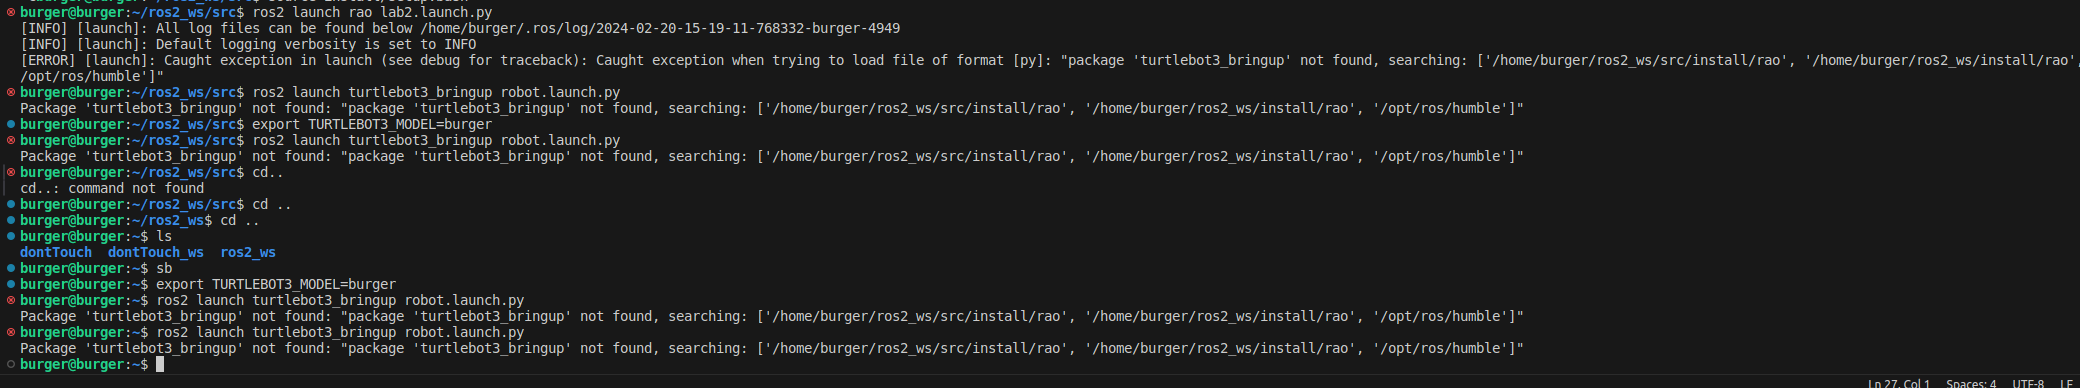 burger@burger:~/ros2_ws/src$ ros2 launch rao lab2.launch.py
[INFO] [launch]: All log files can be found below /home/burger/.ros/log/2024-02-20-15-19-11-768332-burger-4949
[INFO] [launch]: Default logging verbosity is set to INFO
[ERROR] [launch]: Caught exception in launch (see debug for traceback): Caught exception when trying to load file of format [py]: "package 'turtlebot3_bringup' not found, searching: ['/home/burger/ros2_ws/src/install/rao', '/home/burger/ros2_ws/install/rao',
/opt/ros/humble']"
burger@burger:~/ros2_ws/src$ ros2 launch turtlebot3_bringup robot.launch.py
Package 'turtlebot3_bringup' not found: "package 'turtlebot3_bringup' not found, searching: ['/home/burger/ros2_ws/src/install/rao', '/home/burger/ros2_ws/install/rao', '/opt/ros/humble']"
burger@burger:~/ros2_ws/src$ export TURTLEBOT3_MODEL=burger
burger@burger:~/ros2_ws/src$ ros2 launch turtlebot3_bringup robot.launch.py
Package 'turtlebot3_bringup' not found: "package 'turtlebot3_bringup' not found, searching: ['/home/burger/ros2_ws/src/install/rao', '/home/burger/ros2_ws/install/rao', '/opt/ros/humble']"
burger@burger:~/ros2_ws/src$ cd..
cd..: command not found
burger@burger:~/ros2_ws/src$ cd ..
burger@burger:~/ros2_ws$ cd ..
burger@burger:~$ ls
dontTouch dontTouch_ws ros2_ws
burger@burger:~$ sb
burger@burger:~$ export TURTLEBOT3_MODEL=burger
burger@burger:~$ ros2 launch turtlebot3_bringup robot.launch.py
Package 'turtlebot3_bringup' not found: "package 'turtlebot3_bringup' not found, searching: ['/home/burger/ros2_ws/src/install/rao', '/home/burger/ros2_ws/install/rao', '/opt/ros/humble']"
burger@burger:~$ ros2 launch turtlebot3_bringup robot.launch.py
Package 'turtlebot3_bringup' not found: "package 'turtlebot3_bringup' not found, searching: ['/home/burger/ros2_ws/src/install/rao', '/home/burger/ros2_ws/install/rao', '/opt/ros/humble']"
burger@burger:~$
Ln 27, Col 1 Spaces: 4 UTF-8 LF